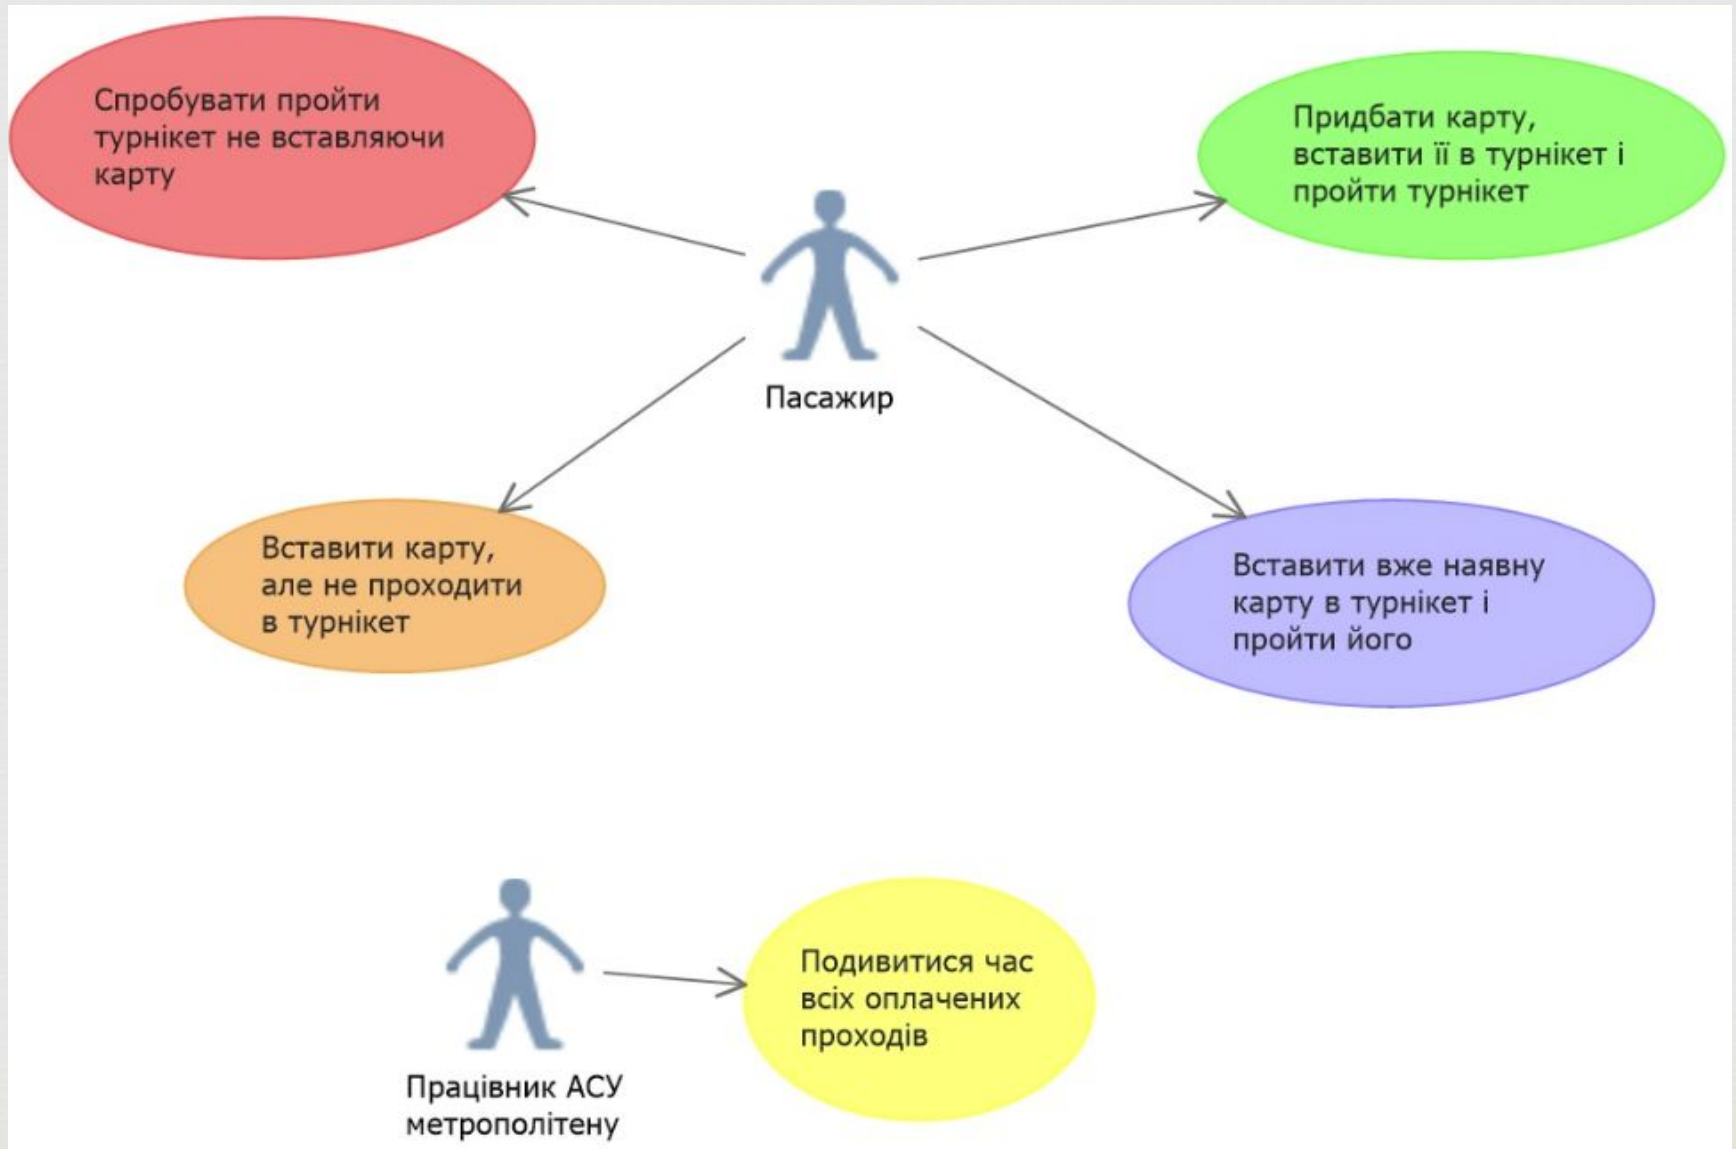 Спробувати пройти
турнікет не вставляючи
карту
Придбати карту,
вставити її в турнікет і
пройти турнікет
Пасажир
Вставити карту,
але не проходити
в турнікет
Вставити вже наявну
карту в турнікет і
пройти його
Подивитися час
всіх оплачених
проходів
Працівник АСУ
метрополітену